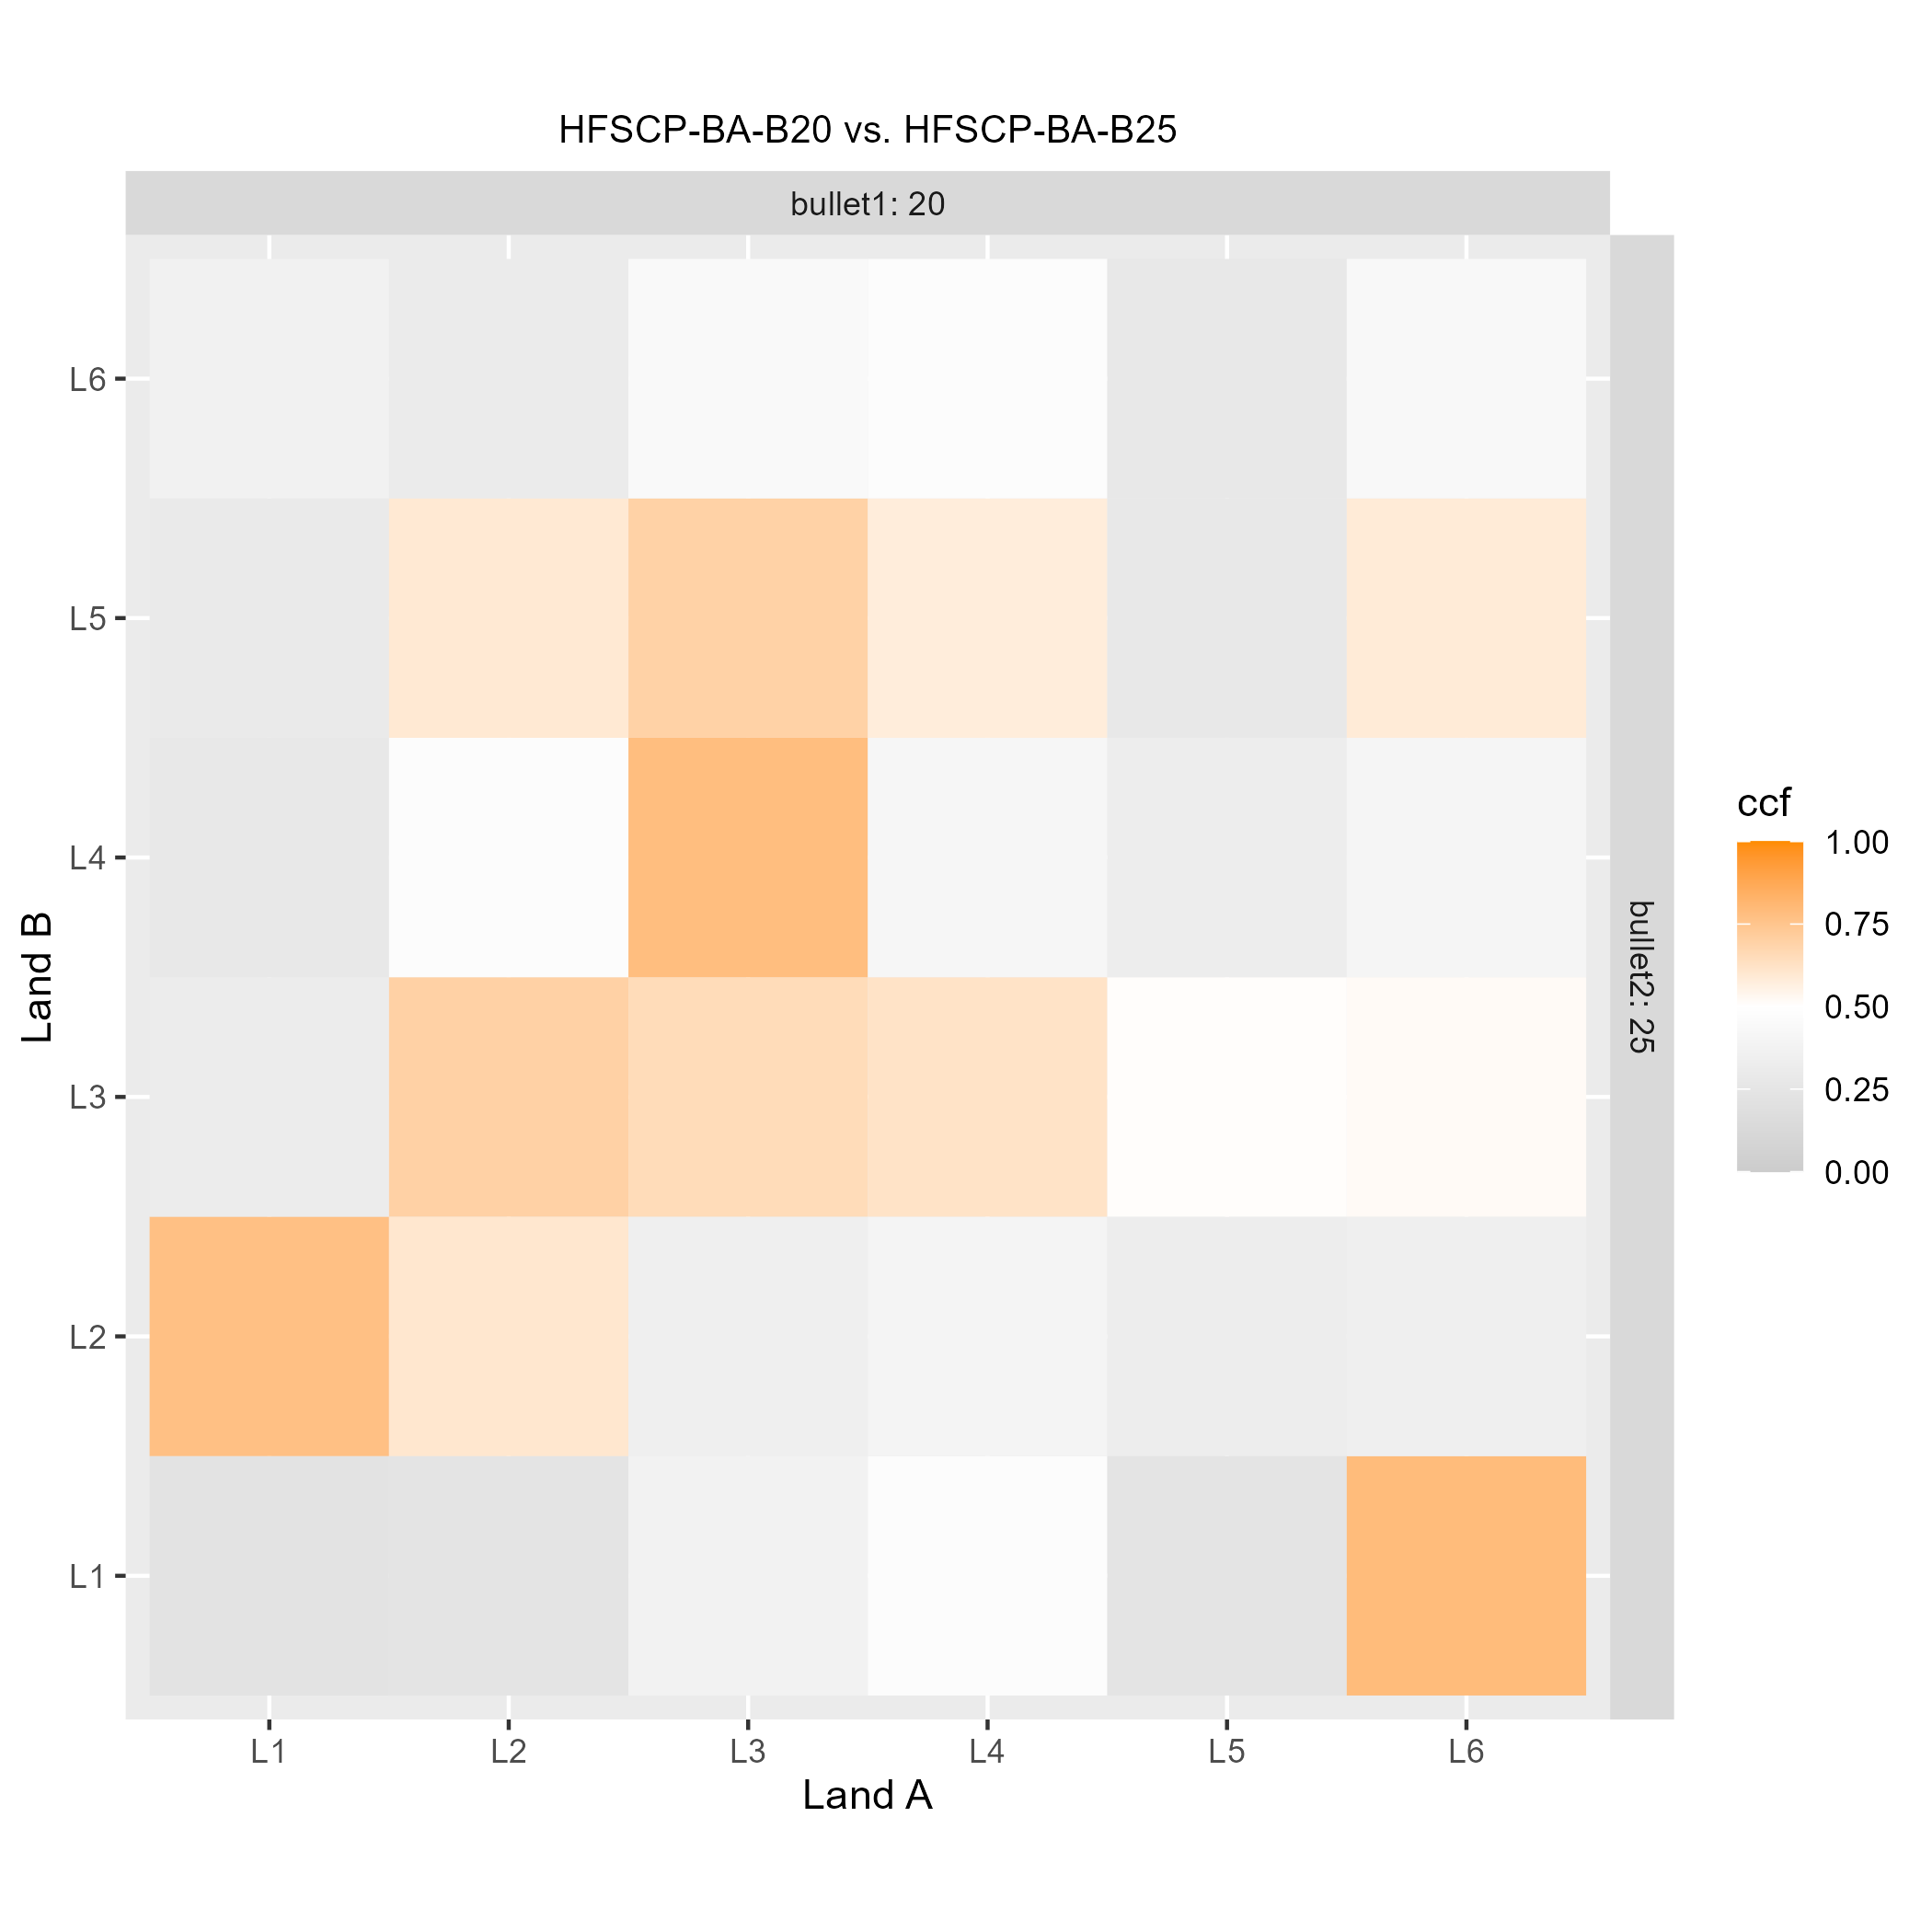 HFSCP-BA-B20 vs. HFSCP-BA-B25
bullet1: 20
L6
L5
L4
L3
L2
L1
Land B
L1 L2 L3 L4 L5 L6
Land A
bullet2: 25
ccf
1.00
0.75
0.50
0.25
0.00